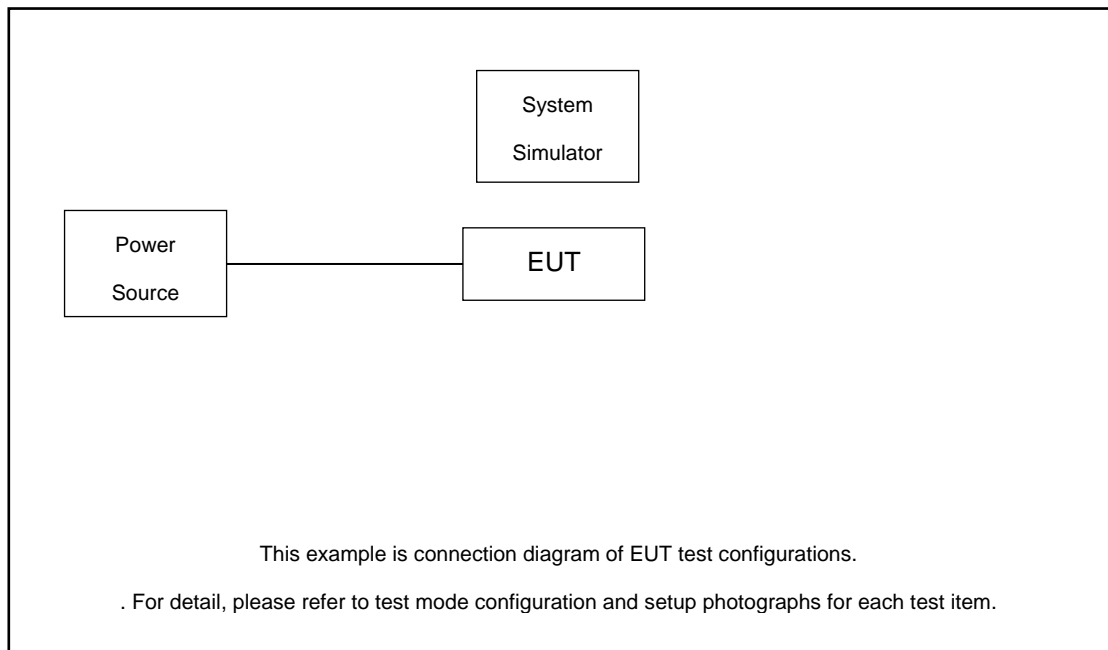 System
Simulator
Power
Source
EUT
This example is connection diagram of EUT test configurations.
. For detail, please refer to test mode configuration and setup photographs for each test item.